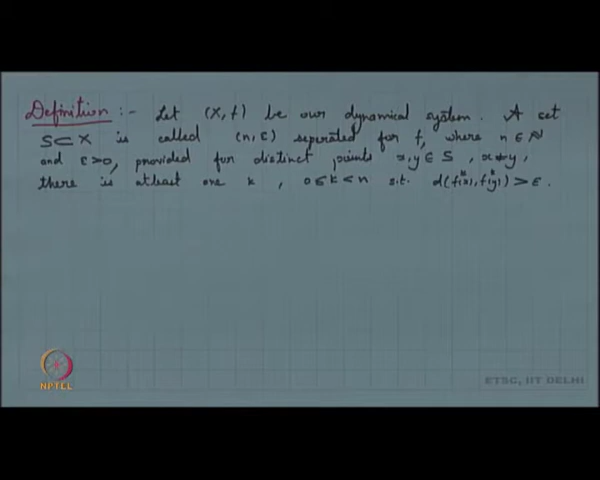 Definition :- Let (X, f) be our dynamical system. A set
S ⊂ X is called (n, ε) seperated for f, where n ∈ ℕ
and ε>0, provided for distinct points x, y ∈ S, x≠y,
there is atleast one k, 0 ≤ k < n s.t. d(fᵏ(x), fᵏ(y)) > ε.
NPTEL
ETSC, IIT DELHI